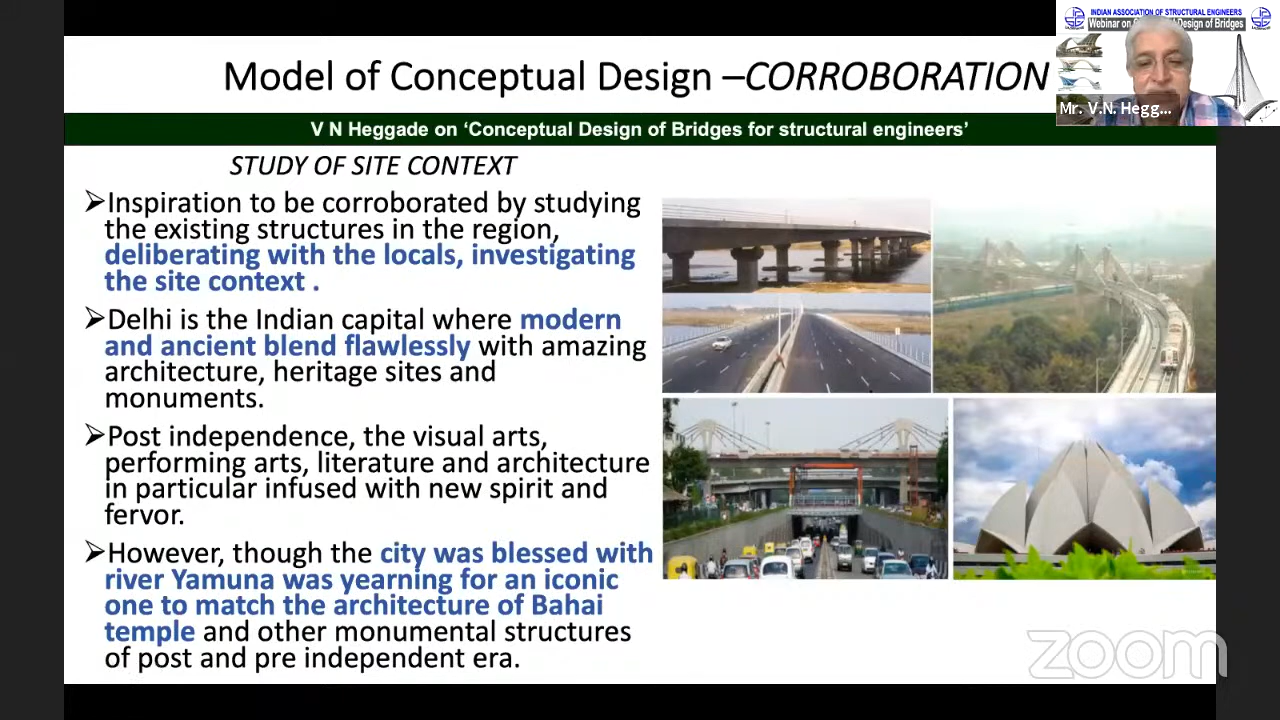 INDIAN ASSOCIATION OF STRUCTURAL ENGINEERS
Webinar on Design of Bridges
Mr. V.N. Hegg...
Model of Conceptual Design –CORROBORATION
V N Heggade on ‘Conceptual Design of Bridges for structural engineers’
STUDY OF SITE CONTEXT
➢Inspiration to be corroborated by studying
the existing structures in the region,
deliberating with the locals, investigating
the site context .
➢Delhi is the Indian capital where modern
and ancient blend flawlessly with amazing
architecture, heritage sites and
monuments.
➢Post independence, the visual arts,
performing arts, literature and architecture
in particular infused with new spirit and
fervor.
➢However, though the city was blessed with
river Yamuna was yearning for an iconic
one to match the architecture of Bahai
temple and other monumental structures
of post and pre independent era.
zoom